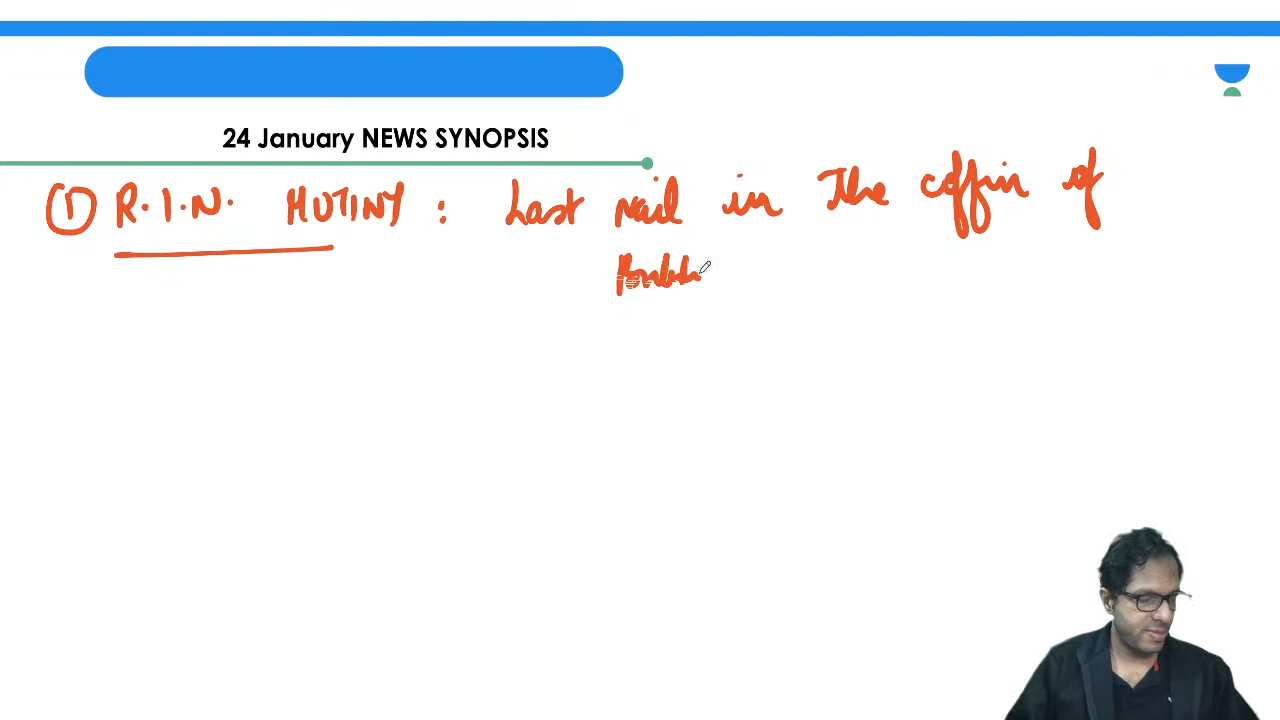 24 January NEWS SYNOPSIS
① R.I.N. MUTINY : Last nail in The coffin of